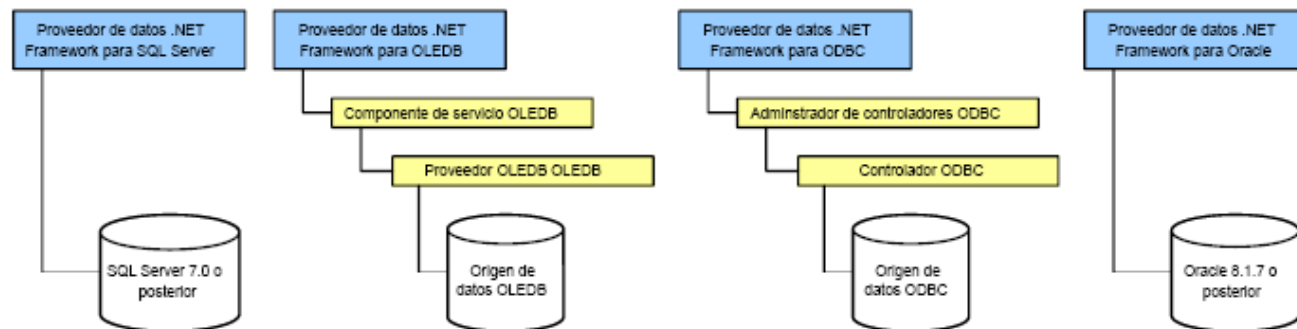 Proveedor de datos .NET
Framework para SQL Server
Proveedor de datos .NET
Framework para OLEDB
Componente de servicio OLEDB
Proveedor OLEDB OLEDB
Proveedor de datos .NET
Framework para ODBC
Adminstrador de controladores ODBC
Controlador ODBC
Proveedor de datos .NET
Framework para Oracle
SQL Server 7.0 o
posterior
Origen de
datos OLEDB
Origen de
datos ODBC
Oracle 8.1.7 o
posterior